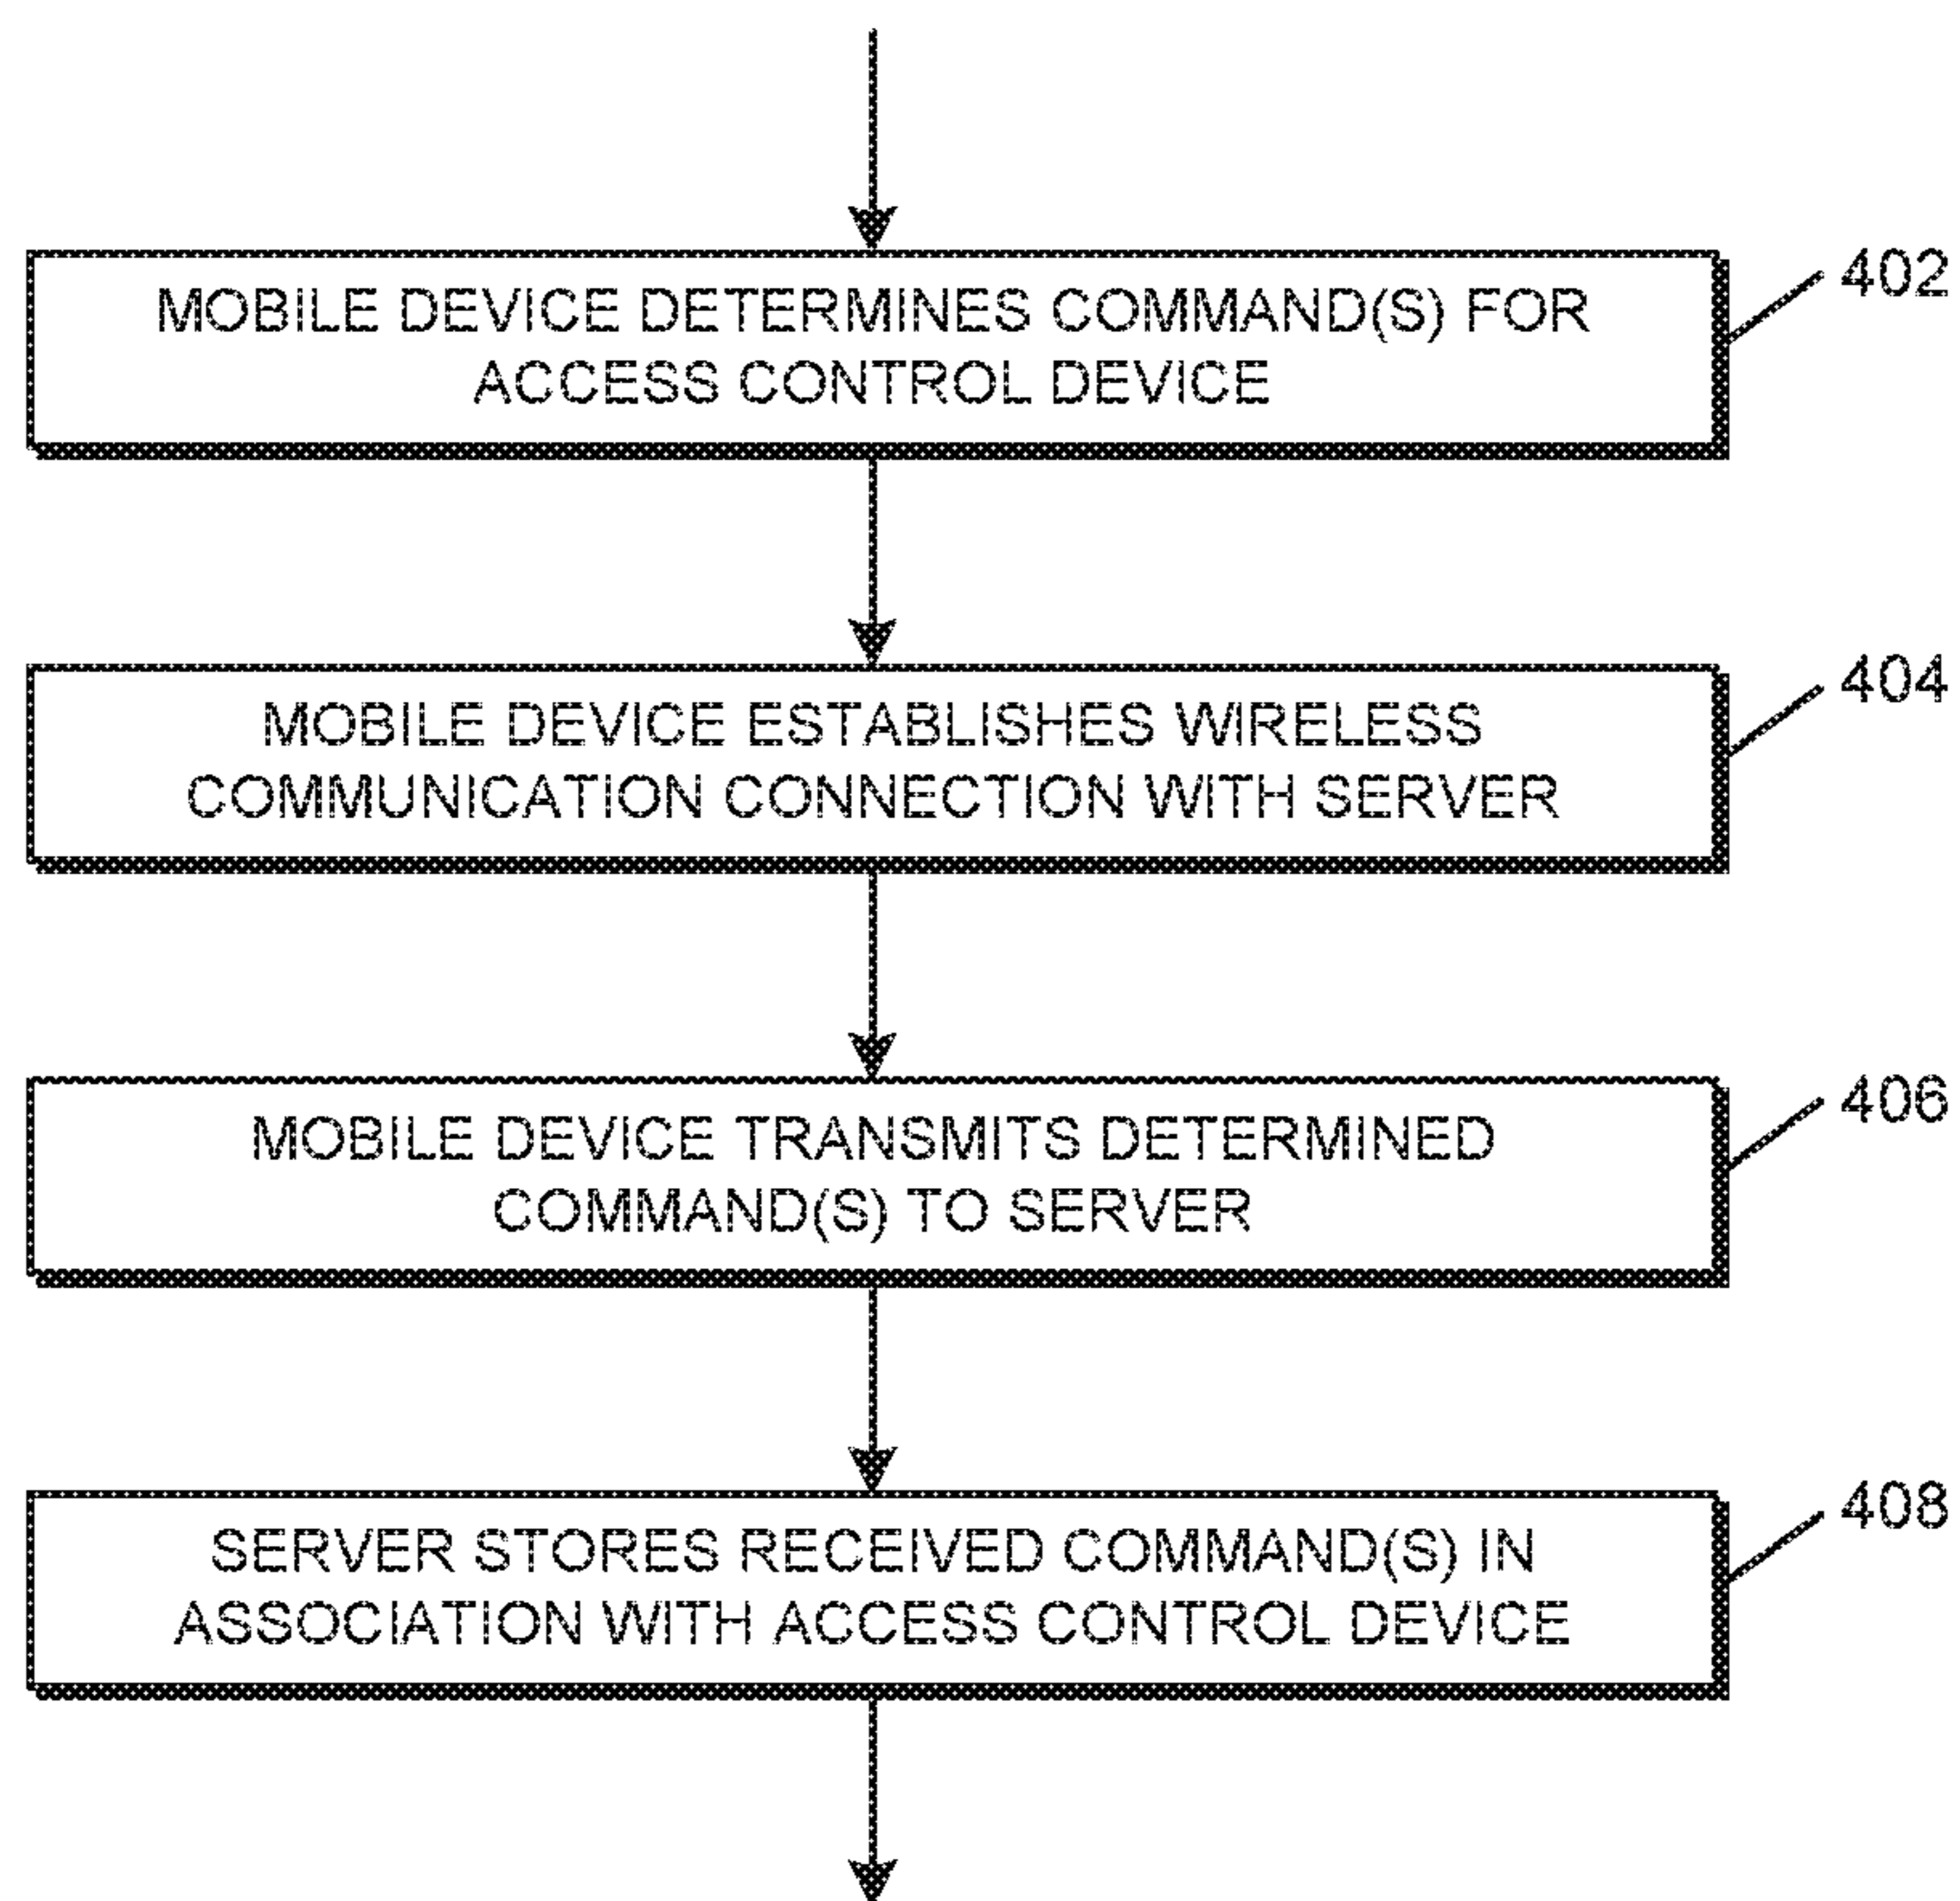 MOBILE DEVICE DETERMINES COMMAND(S) FOR
ACCESS CONTROL DEVICE
402
MOBILE DEVICE ESTABLISHES WIRELESS
COMMUNICATION CONNECTION WITH SERVER
404
MOBILE DEVICE TRANSMITS DETERMINED
COMMAND(S) TO SERVER
406
SERVER STORES RECEIVED COMMAND(S) IN
ASSOCIATION WITH ACCESS CONTROL DEVICE
408